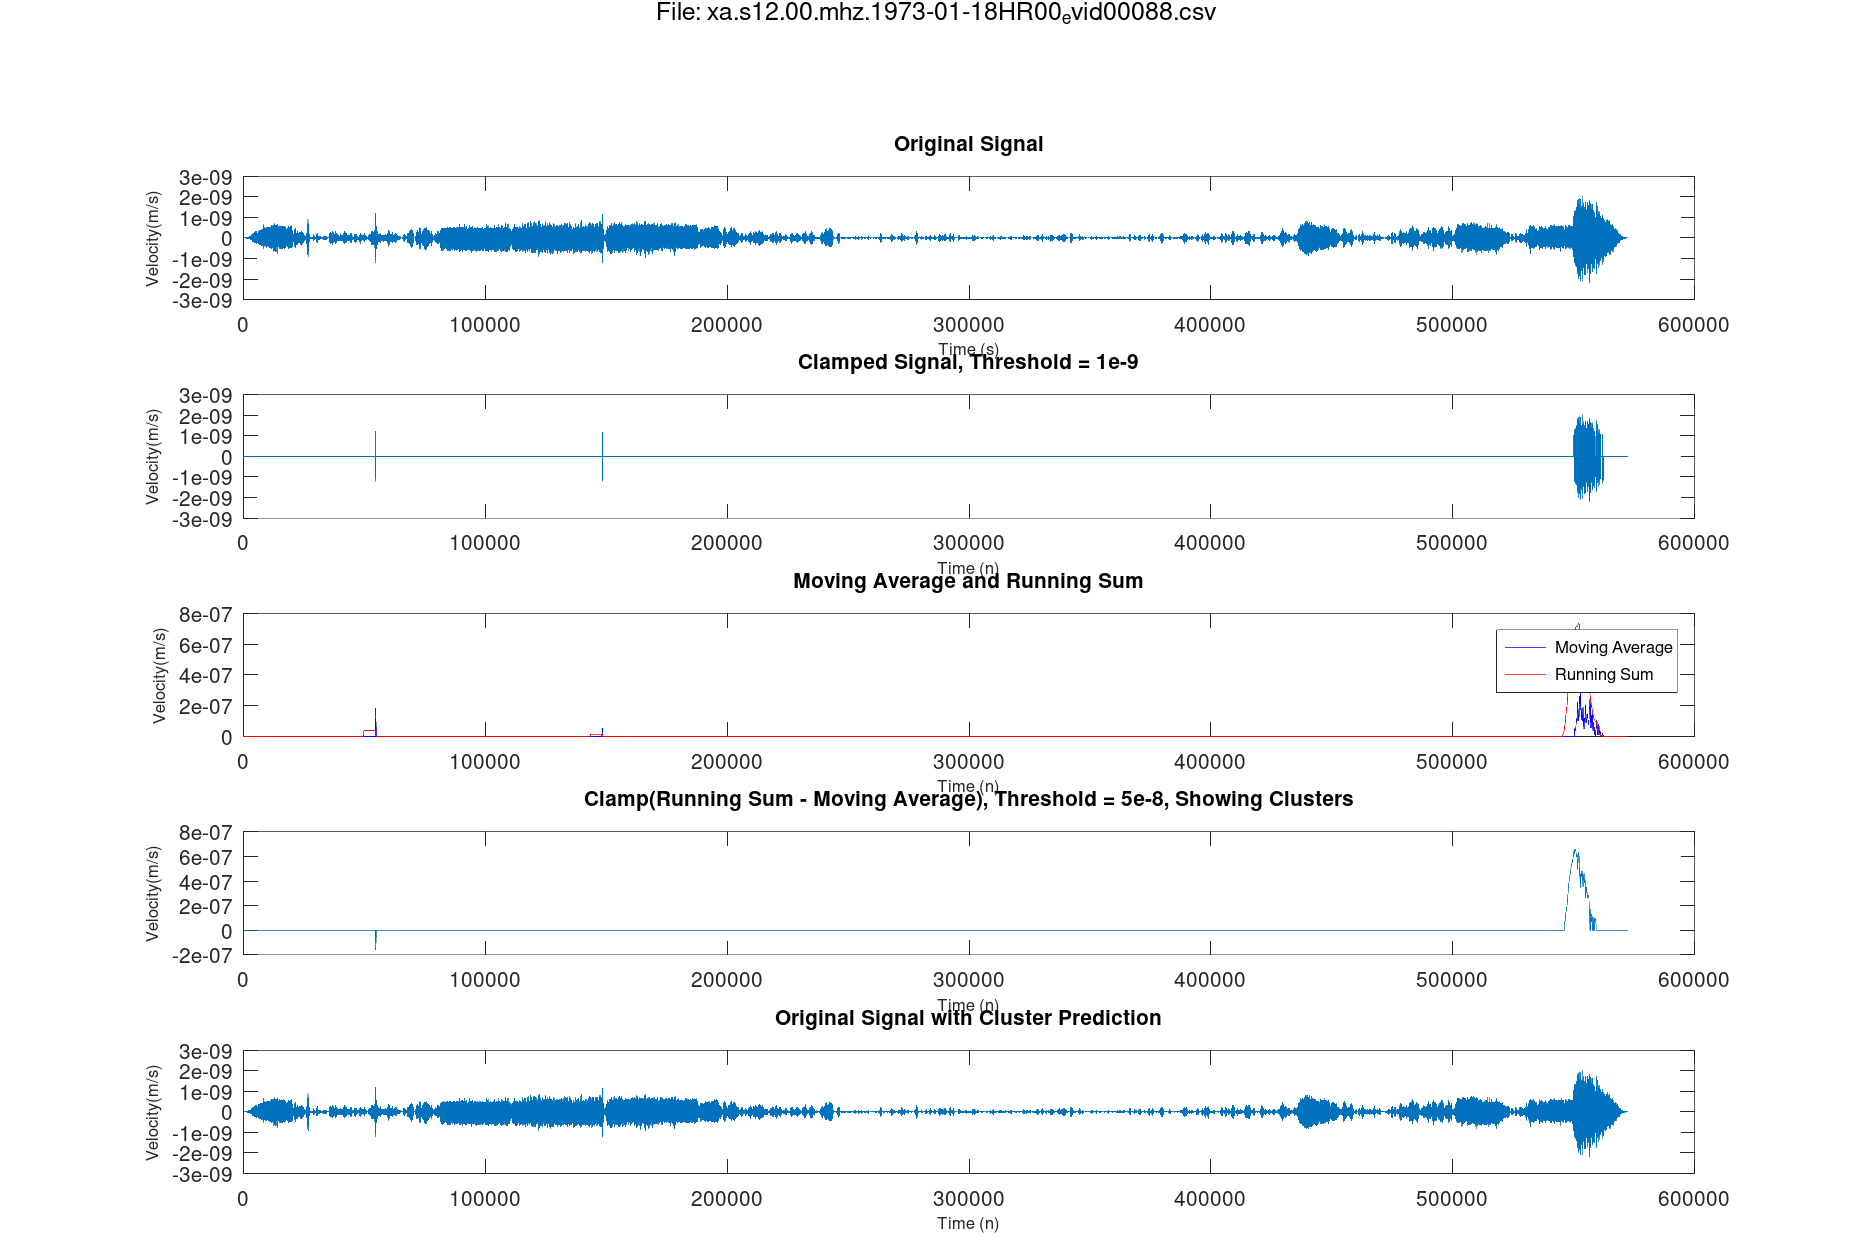 File: xa.s12.00.mhz.1973-01-18HR00evid00088.csv
Original Signal
Velocity(m/s)
3e-09
2e-09
1e-09
0
-1e-09
-2e-09
-3e-09
0 100000 200000 300000 400000 500000 600000
Time (s)
Clamped Signal, Threshold = 1e-9
Velocity(m/s)
3e-09
2e-09
1e-09
0
-1e-09
-2e-09
-3e-09
0 100000 200000 300000 400000 500000 600000
Time (n)
Moving Average and Running Sum
Velocity(m/s)
8e-07
6e-07
4e-07
2e-07
0
Moving Average
Running Sum
0 100000 200000 300000 400000 500000 600000
Time (n)
Clamp(Running Sum - Moving Average), Threshold = 5e-8, Showing Clusters
Velocity(m/s)
8e-07
6e-07
4e-07
2e-07
0
-2e-07
0 100000 200000 300000 400000 500000 600000
Time (n)
Original Signal with Cluster Prediction
Velocity(m/s)
3e-09
2e-09
1e-09
0
-1e-09
-2e-09
-3e-09
0 100000 200000 300000 400000 500000 600000
Time (n)